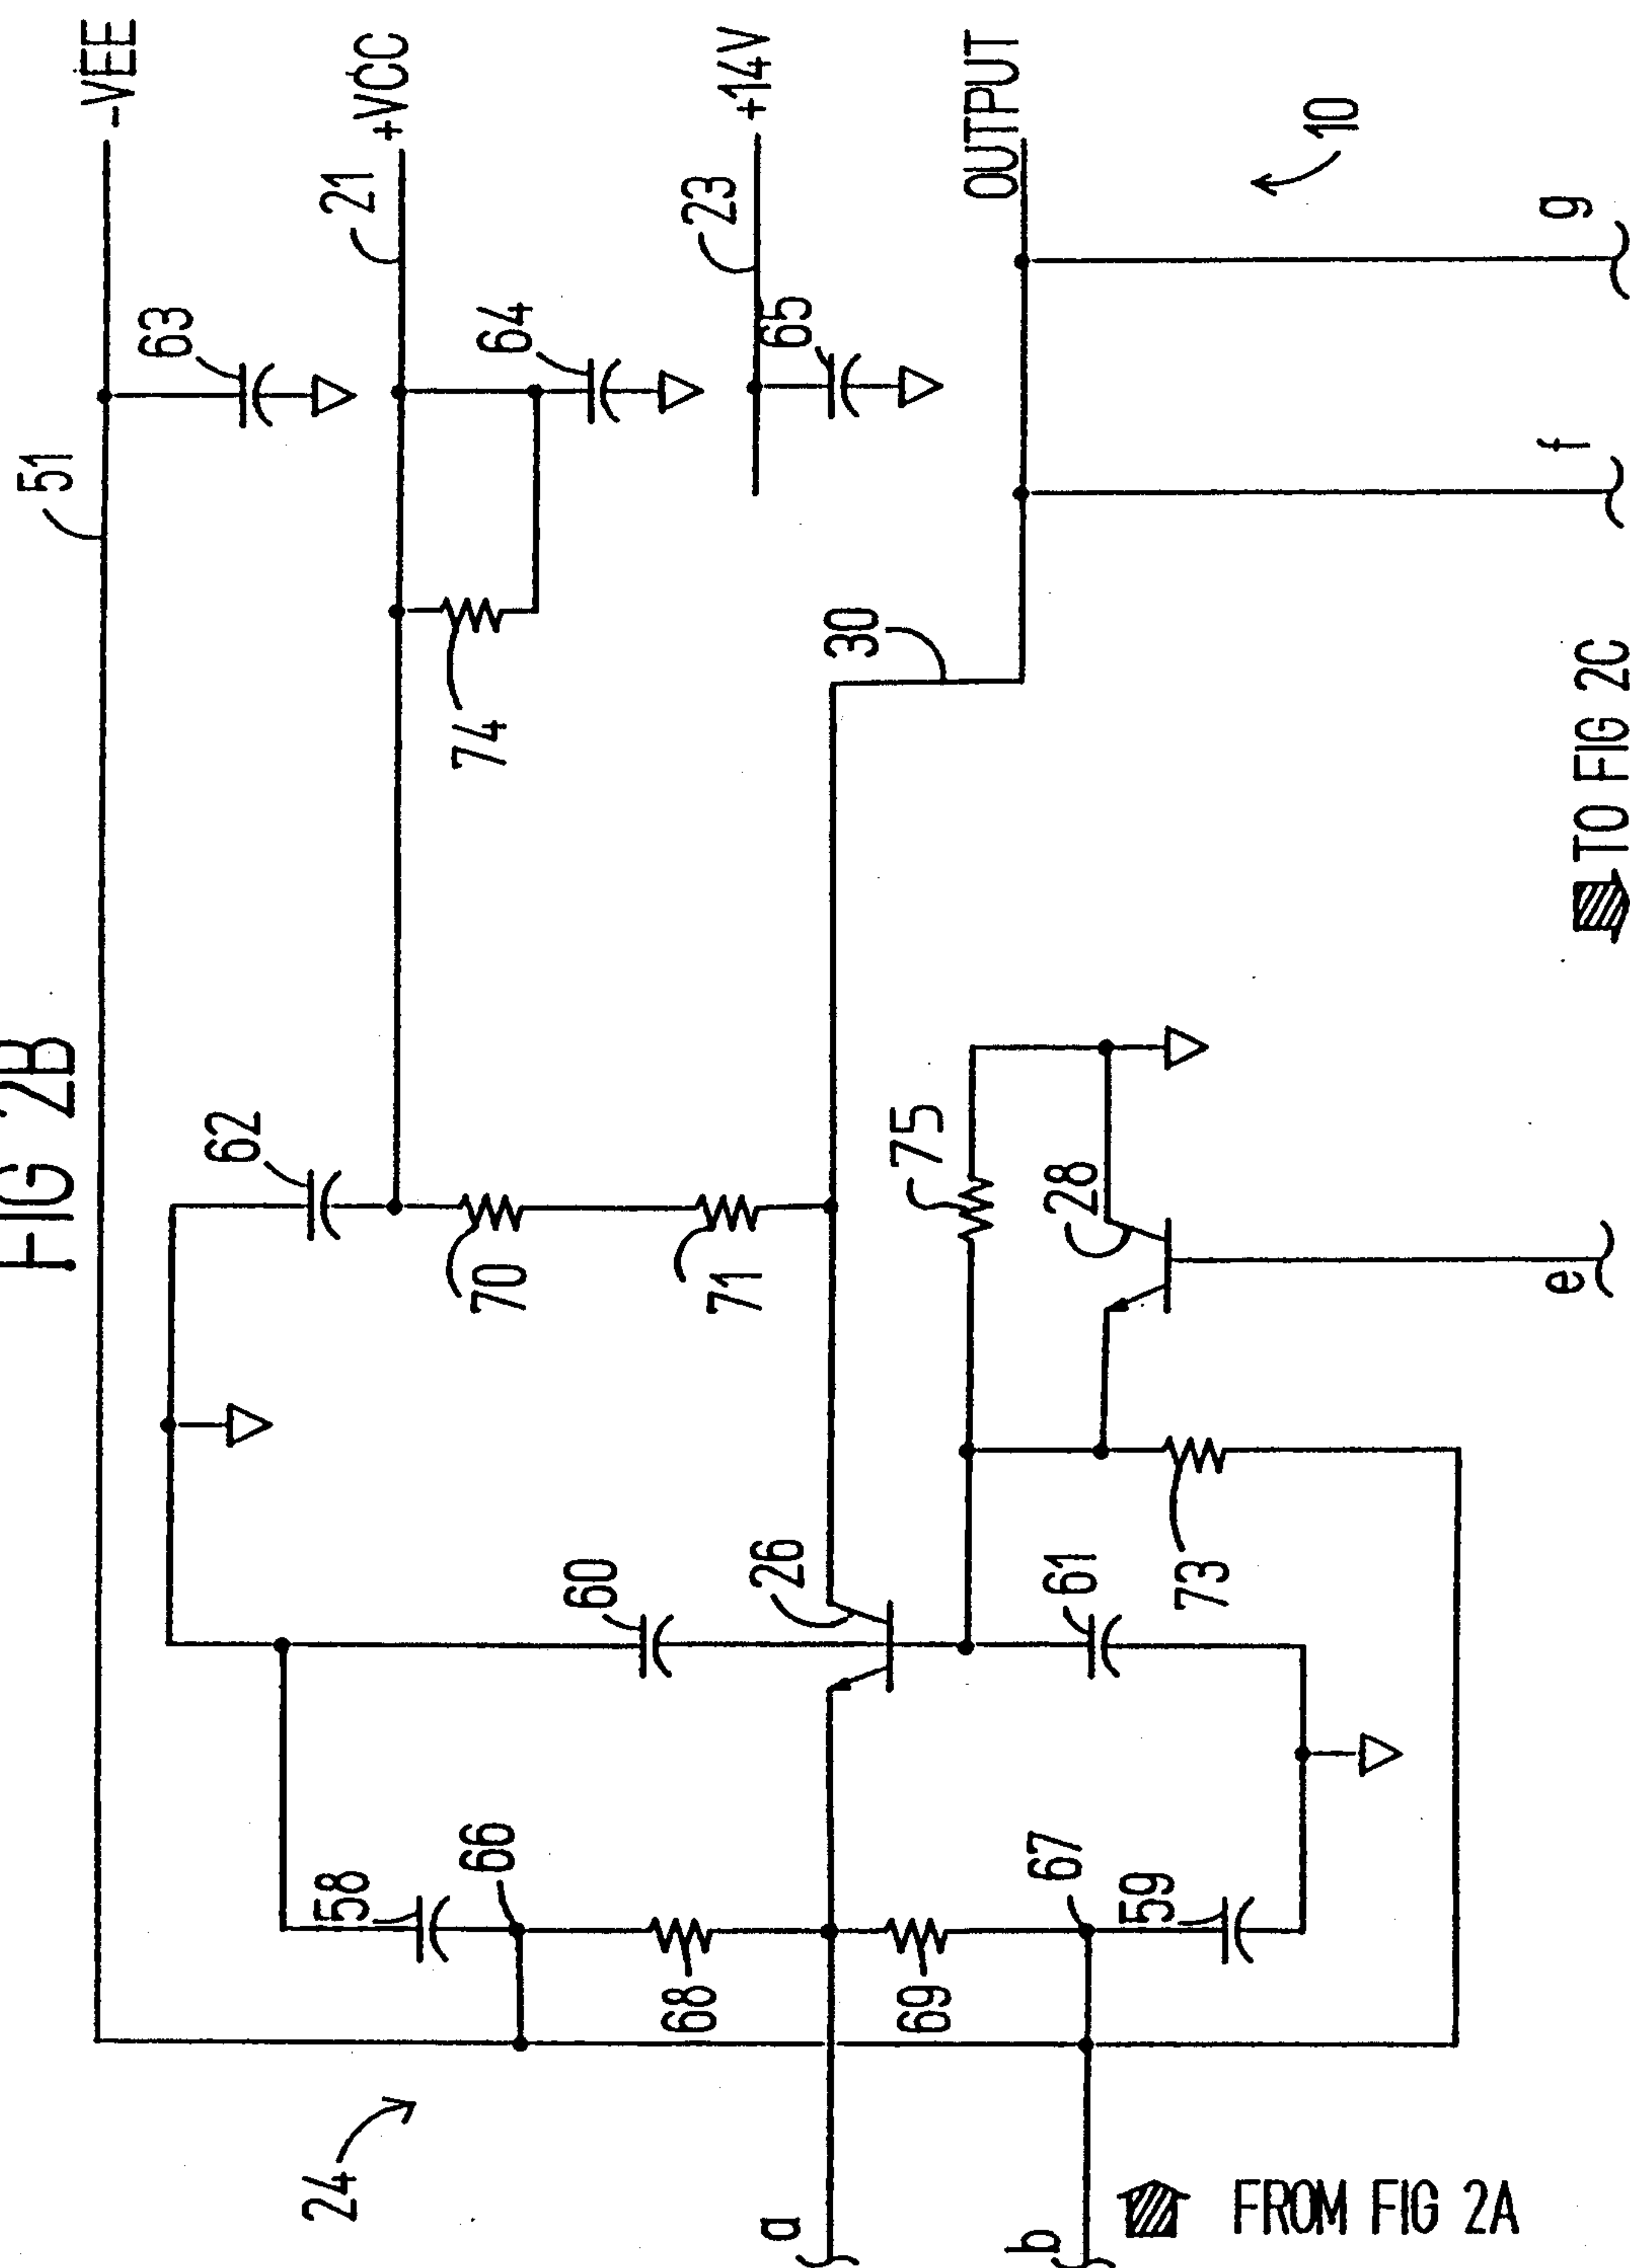 FIG 2B
-VEE
51
63
+VCC
21
62
64
74
70
71
+14V
23
65
60
26
58
66
68
24
30
OUTPUT
75
28
61
73
67
69
59
10
a
b
e
f
g
FROM FIG 2A
TO FIG 2C